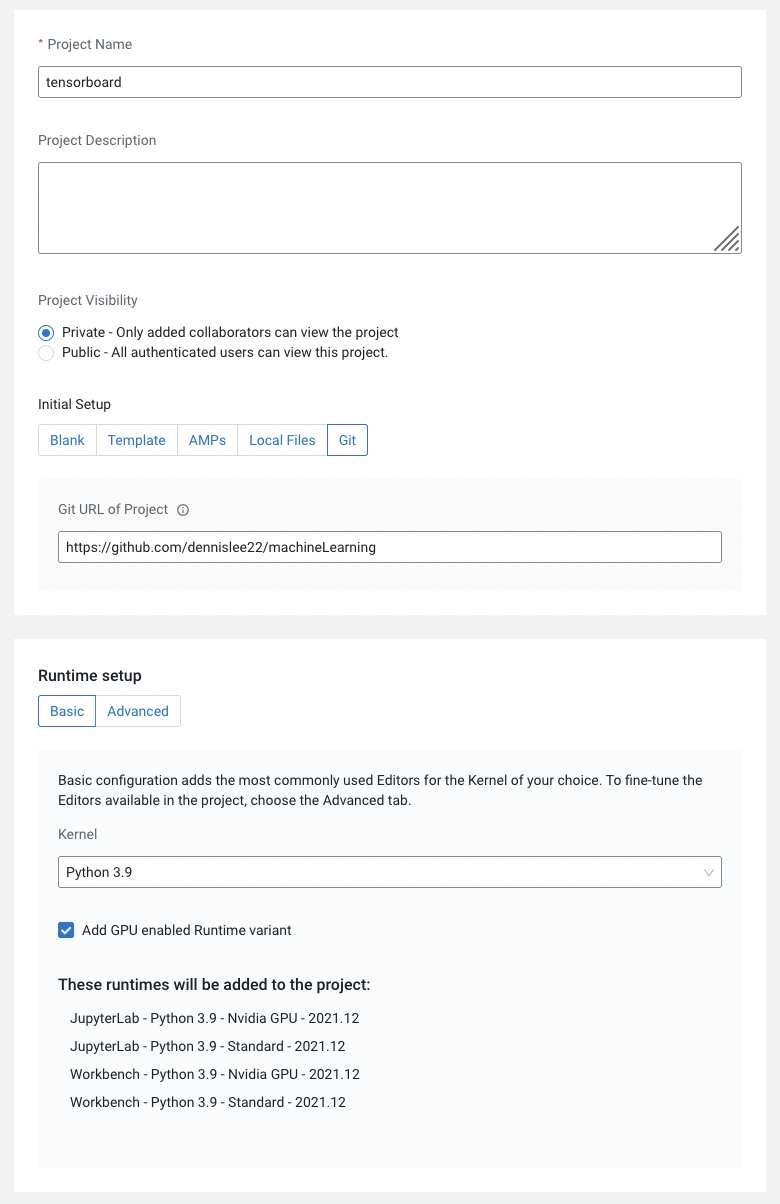 * Project Name
tensorboard
Project Description
Project Visibility
Private - Only added collaborators can view the project
Public - All authenticated users can view this project.
Initial Setup
Blank Template AMPs Local Files Git
Git URL of Project
https://github.com/dennislee22/machineLearning
Runtime setup
Basic Advanced
Basic configuration adds the most commonly used Editors for the Kernel of your choice. To fine-tune the
Editors available in the project, choose the Advanced tab.
Kernel
Python 3.9
Add GPU enabled Runtime variant
These runtimes will be added to the project:
JupyterLab - Python 3.9 - Nvidia GPU - 2021.12
JupyterLab - Python 3.9 - Standard - 2021.12
Workbench - Python 3.9 - Nvidia GPU - 2021.12
Workbench - Python 3.9 - Standard - 2021.12